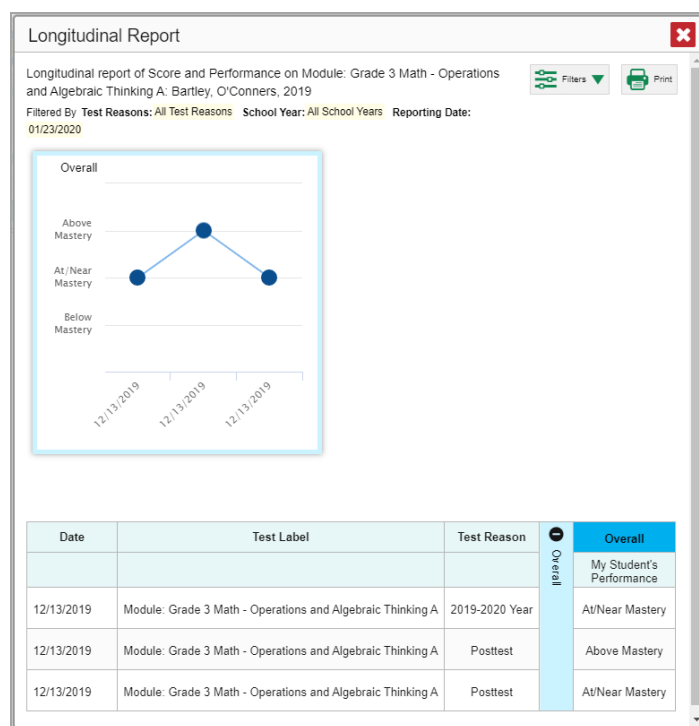 Longitudinal Report
Longitudinal report of Score and Performance on Module: Grade 3 Math - Operations
and Algebraic Thinking A: Bartley, O'Conners, 2019
Filters
Print
Filtered By Test Reasons: All Test Reasons School Year: All School Years Reporting Date:
01/23/2020
Overall
Above
Mastery
At/Near
Mastery
Below
Mastery
12/13/2019 12/13/2019 12/13/2019
Date Test Label Test Reason Overall Overall
My Student's
Performance
12/13/2019 Module: Grade 3 Math - Operations and Algebraic Thinking A 2019-2020 Year At/Near Mastery
12/13/2019 Module: Grade 3 Math - Operations and Algebraic Thinking A Posttest Above Mastery
12/13/2019 Module: Grade 3 Math - Operations and Algebraic Thinking A Posttest At/Near Mastery